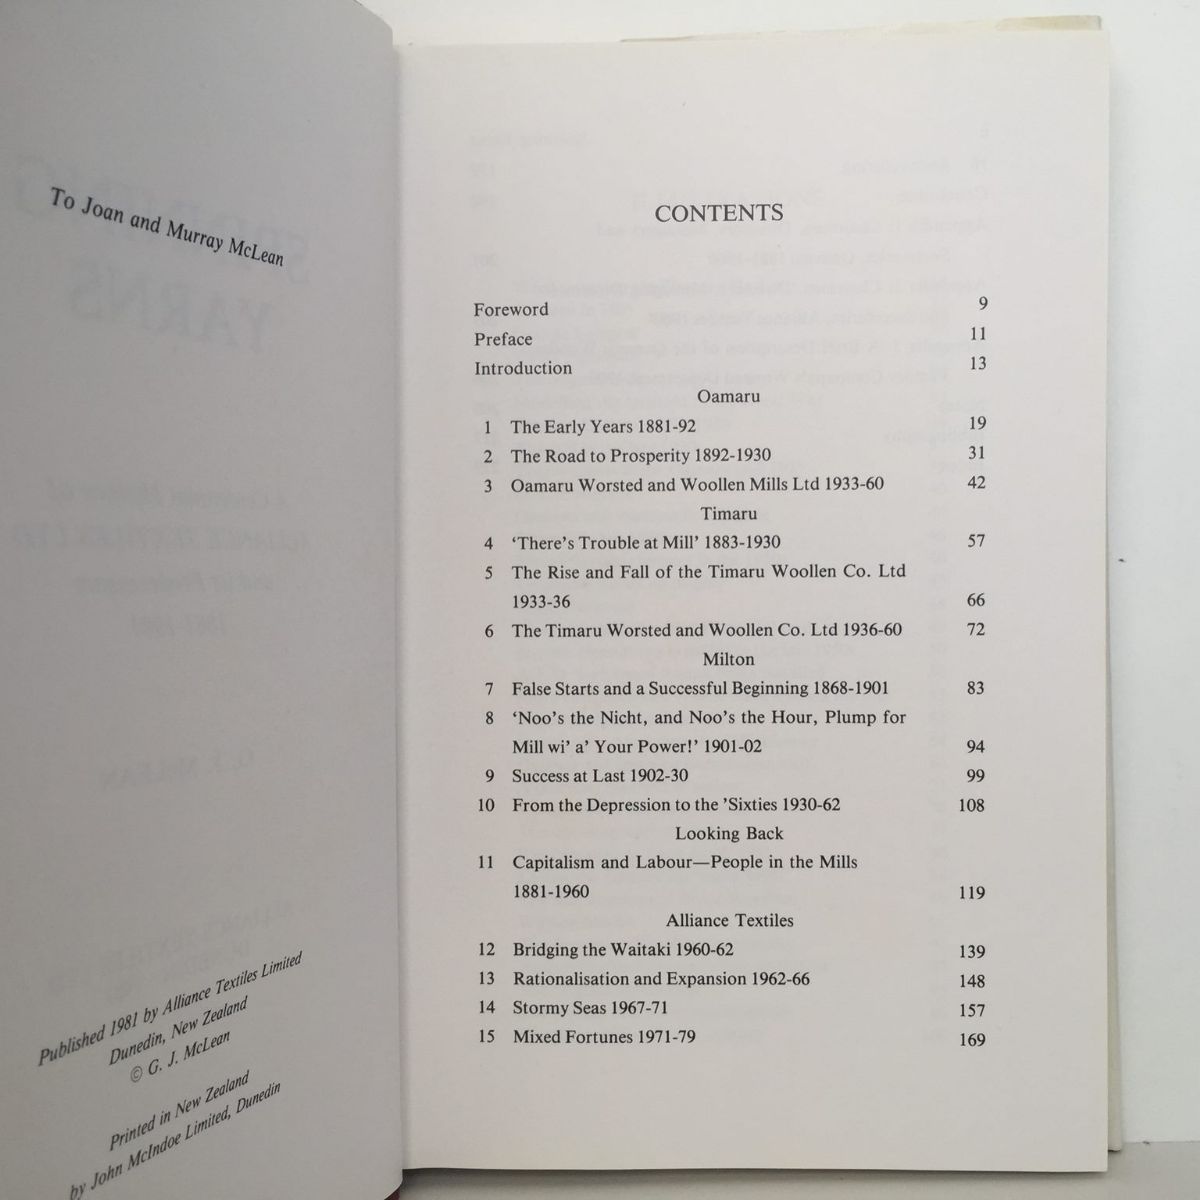 To Joan and Murray McLean
Published 1981 by Alliance Textiles Limited
Dunedin, New Zealand
© G. J. McLean
Printed in New Zealand
by John McIndoe Limited, Dunedin
CONTENTS
Foreword 9
Preface 11
Introduction 13
Oamaru
1 The Early Years 1881-92 19
2 The Road to Prosperity 1892-1930 31
3 Oamaru Worsted and Woollen Mills Ltd 1933-60 42
Timaru
4 ‘There's Trouble at Mill’ 1883-1930 57
5 The Rise and Fall of the Timaru Woollen Co. Ltd
1933-36 66
6 The Timaru Worsted and Woollen Co. Ltd 1936-60 72
Milton
7 False Starts and a Successful Beginning 1868-1901 83
8 ‘Noo's the Nicht, and Noo's the Hour, Plump for
Mill wi' a' Your Power!’ 1901-02 94
9 Success at Last 1902-30 99
10 From the Depression to the 'Sixties 1930-62 108
Looking Back
11 Capitalism and Labour—People in the Mills
1881-1960 119
Alliance Textiles
12 Bridging the Waitaki 1960-62 139
13 Rationalisation and Expansion 1962-66 148
14 Stormy Seas 1967-71 157
15 Mixed Fortunes 1971-79 169